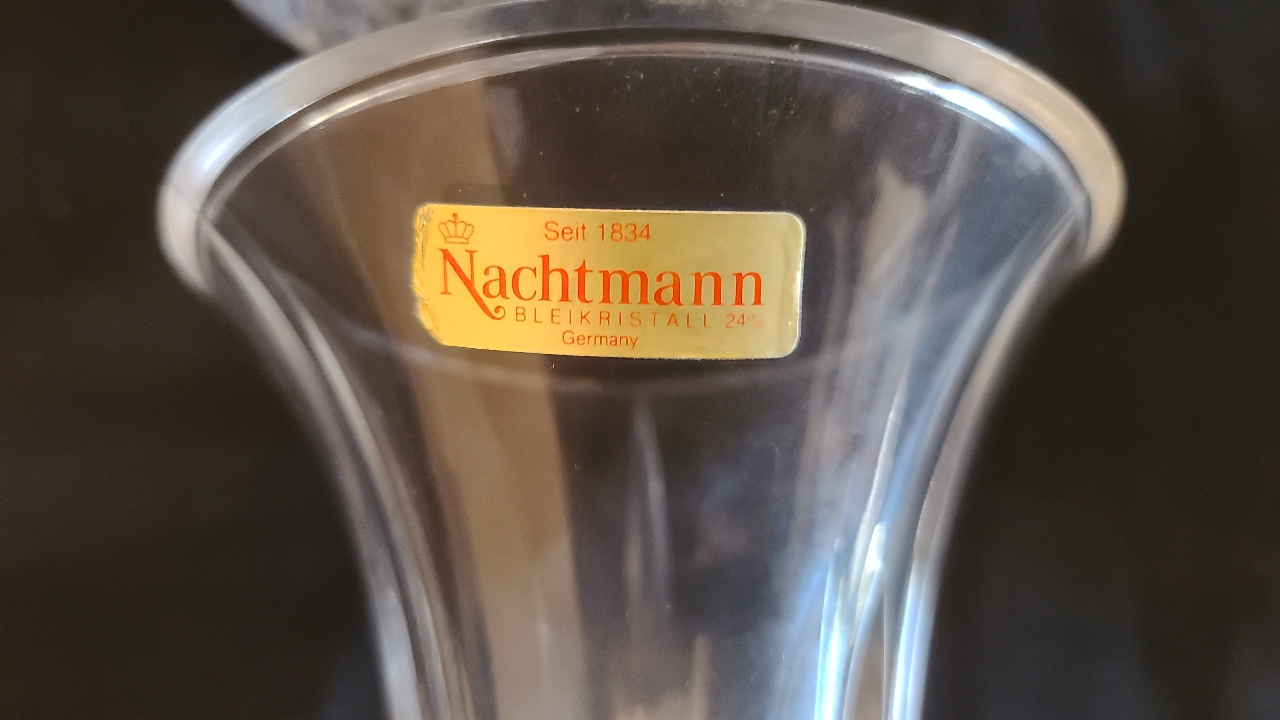 Seit 1834
Nachtmann
BLEIKRISTALL 24%
Germany